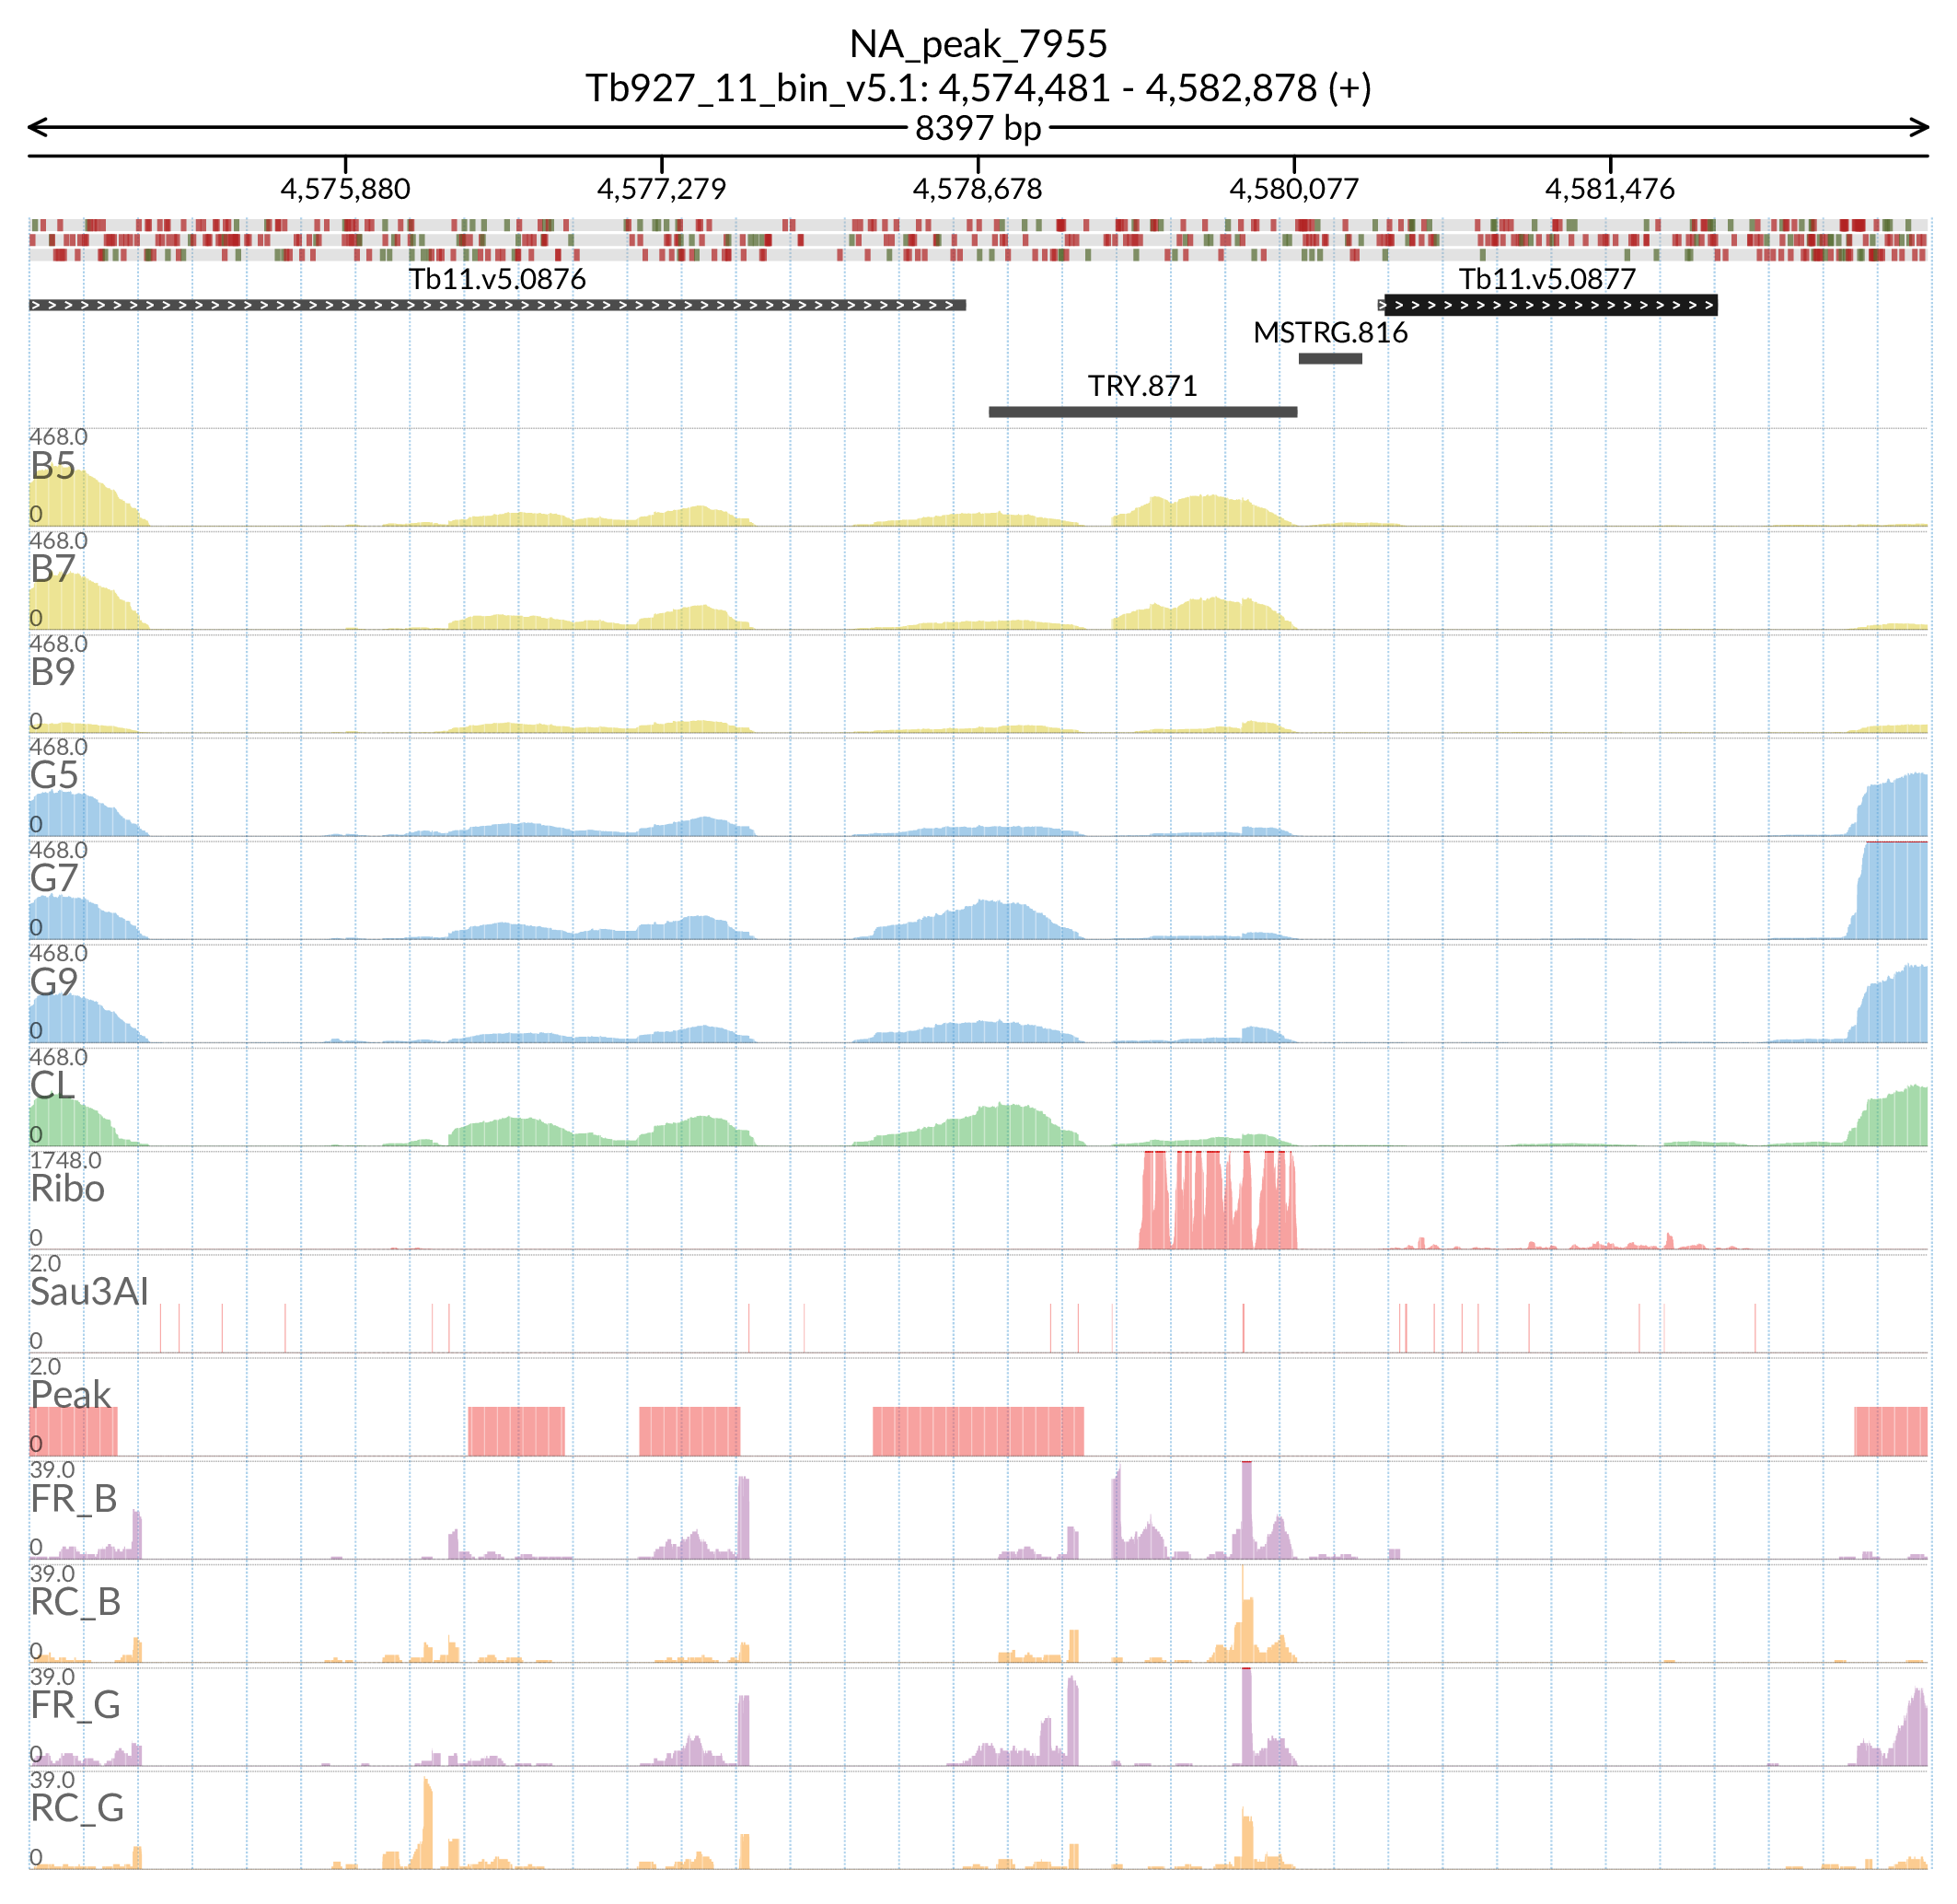 NA_peak_7955
Tb927_11_bin_v5.1: 4,574,481 - 4,582,878 (+)
8397 bp
4,575,880 4,577,279 4,578,678 4,580,077 4,581,476
Tb11.v5.0876 Tb11.v5.0877
MSTRG.816
TRY.871
468.0
B5
0
468.0
B7
0
468.0
B9
0
468.0
G5
0
468.0
G7
0
468.0
G9
0
468.0
CL
0
1748.0
Ribo
0
2.0
Sau3AI
0
2.0
Peak
0
39.0
FR_B
0
39.0
RC_B
0
39.0
FR_G
0
39.0
RC_G
0